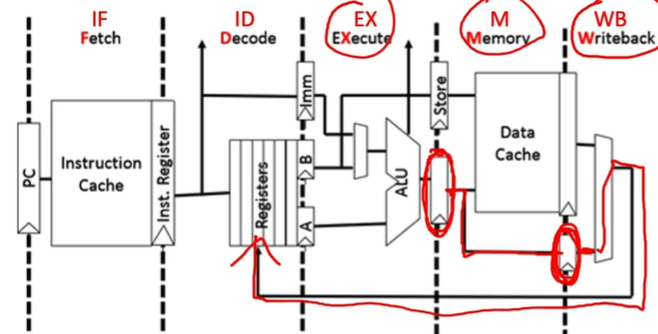 IF
Fetch
ID
Decode
EX
EXecute
M
Memory
WB
Writeback
PC
Instruction
Cache
Inst. Register
Registers
Imm
B
A
ALU
Store
Data
Cache